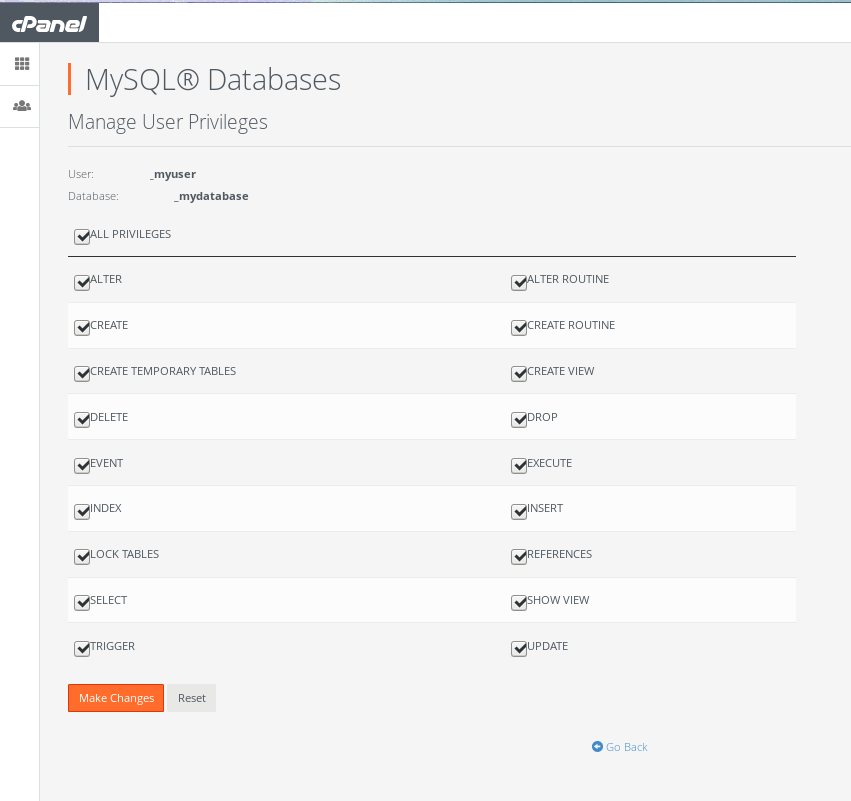 cPanel
MySQL® Databases
Manage User Privileges
User: _myuser
Database: _mydatabase
ALL PRIVILEGES
ALTER ALTER ROUTINE
CREATE CREATE ROUTINE
CREATE TEMPORARY TABLES CREATE VIEW
DELETE DROP
EVENT EXECUTE
INDEX INSERT
LOCK TABLES REFERENCES
SELECT SHOW VIEW
TRIGGER UPDATE
Make Changes Reset
Go Back